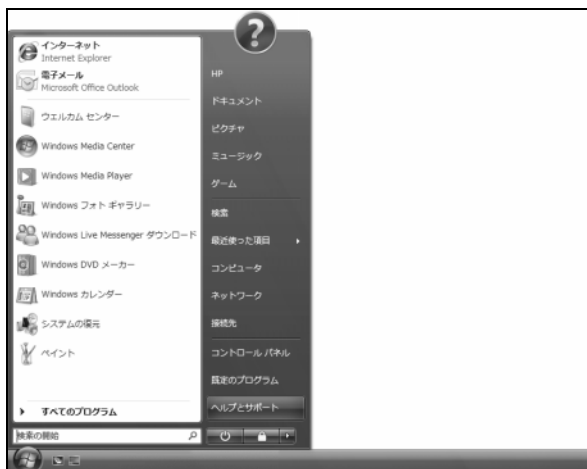 インターネット
Internet Explorer
電子メール
Microsoft Office Outlook
ウェルカム センター
Windows Media Center
Windows Media Player
Windows フォト ギャラリー
Windows Live Messenger ダウンロード
Windows DVD メーカー
Windows カレンダー
システムの復元
ペイント
すべてのプログラム
検索の開始
HP
ドキュメント
ピクチャ
ミュージック
ゲーム
検索
最近使った項目
コンピュータ
ネットワーク
接続先
コントロール パネル
既定のプログラム
ヘルプとサポート